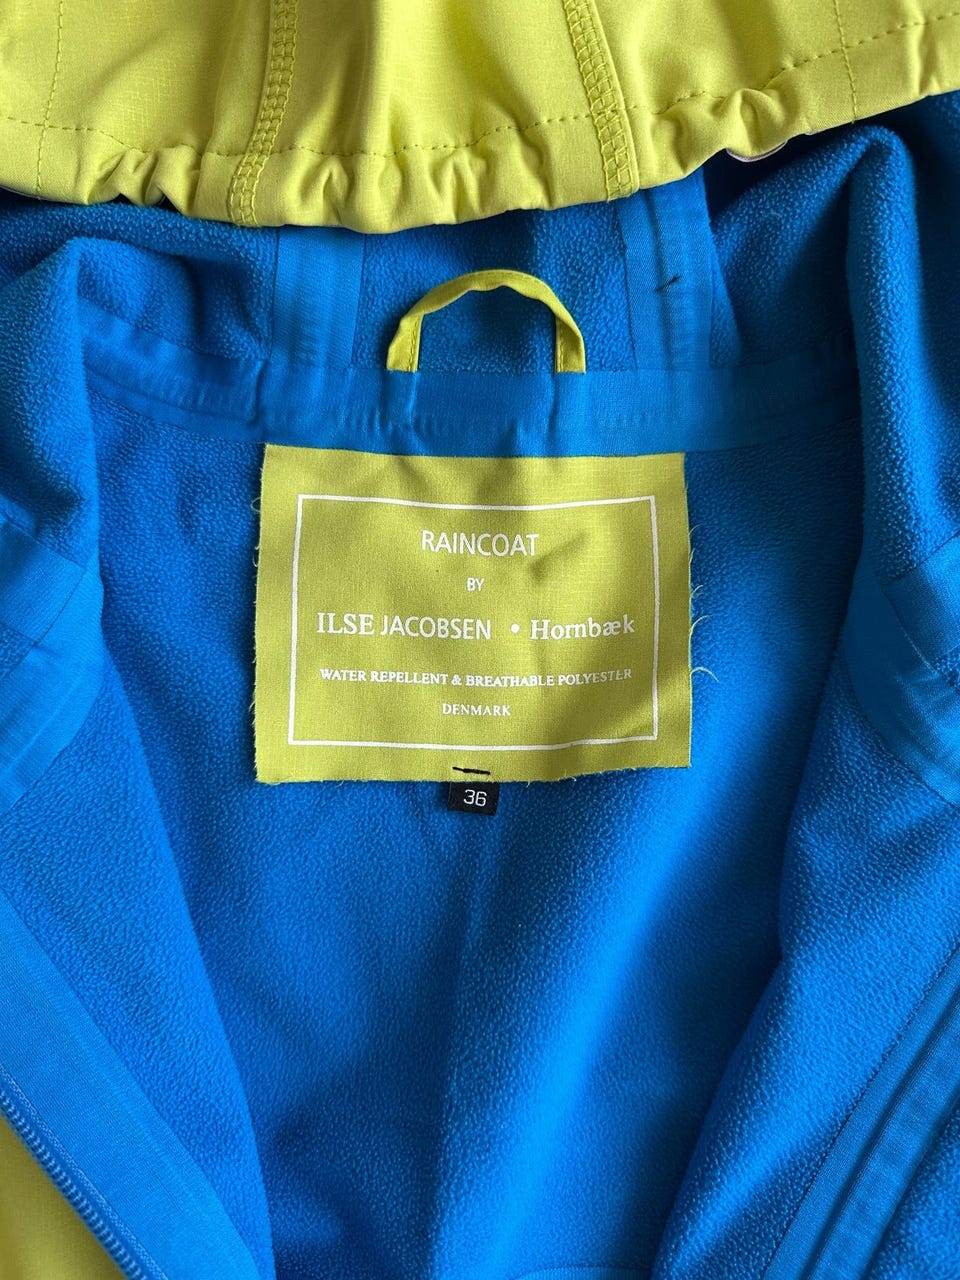 RAINCOAT
BY
ILSE JACOBSEN • Hornbæk
WATER REPELLENT & BREATHABLE POLYESTER
DENMARK
36